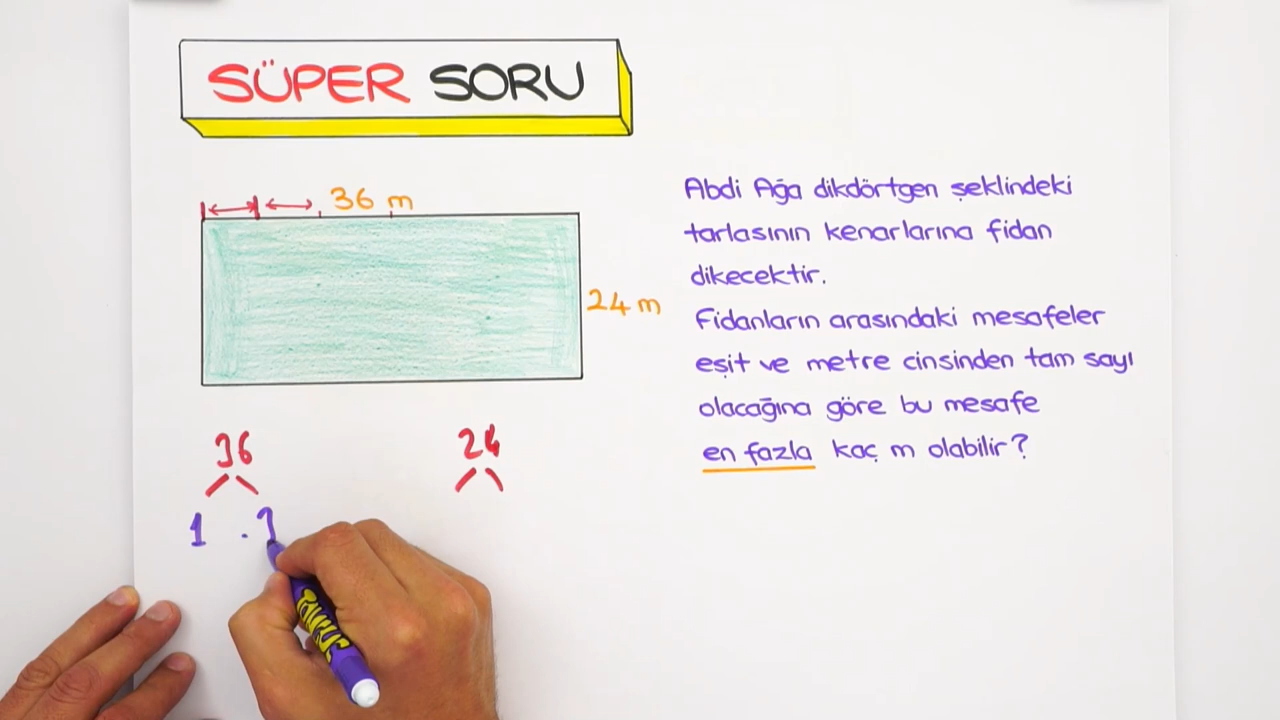 SÜPER SORU
36 m
24 m
Abdi Ağa dikdörtgen şeklindeki
tarlasının kenarlarına fidan
dikecektir.
Fidanların arasındaki mesafeler
eşit ve metre cinsinden tam sayı
olacağına göre bu mesafe
en fazla kaç m olabilir?
36
24
1 .